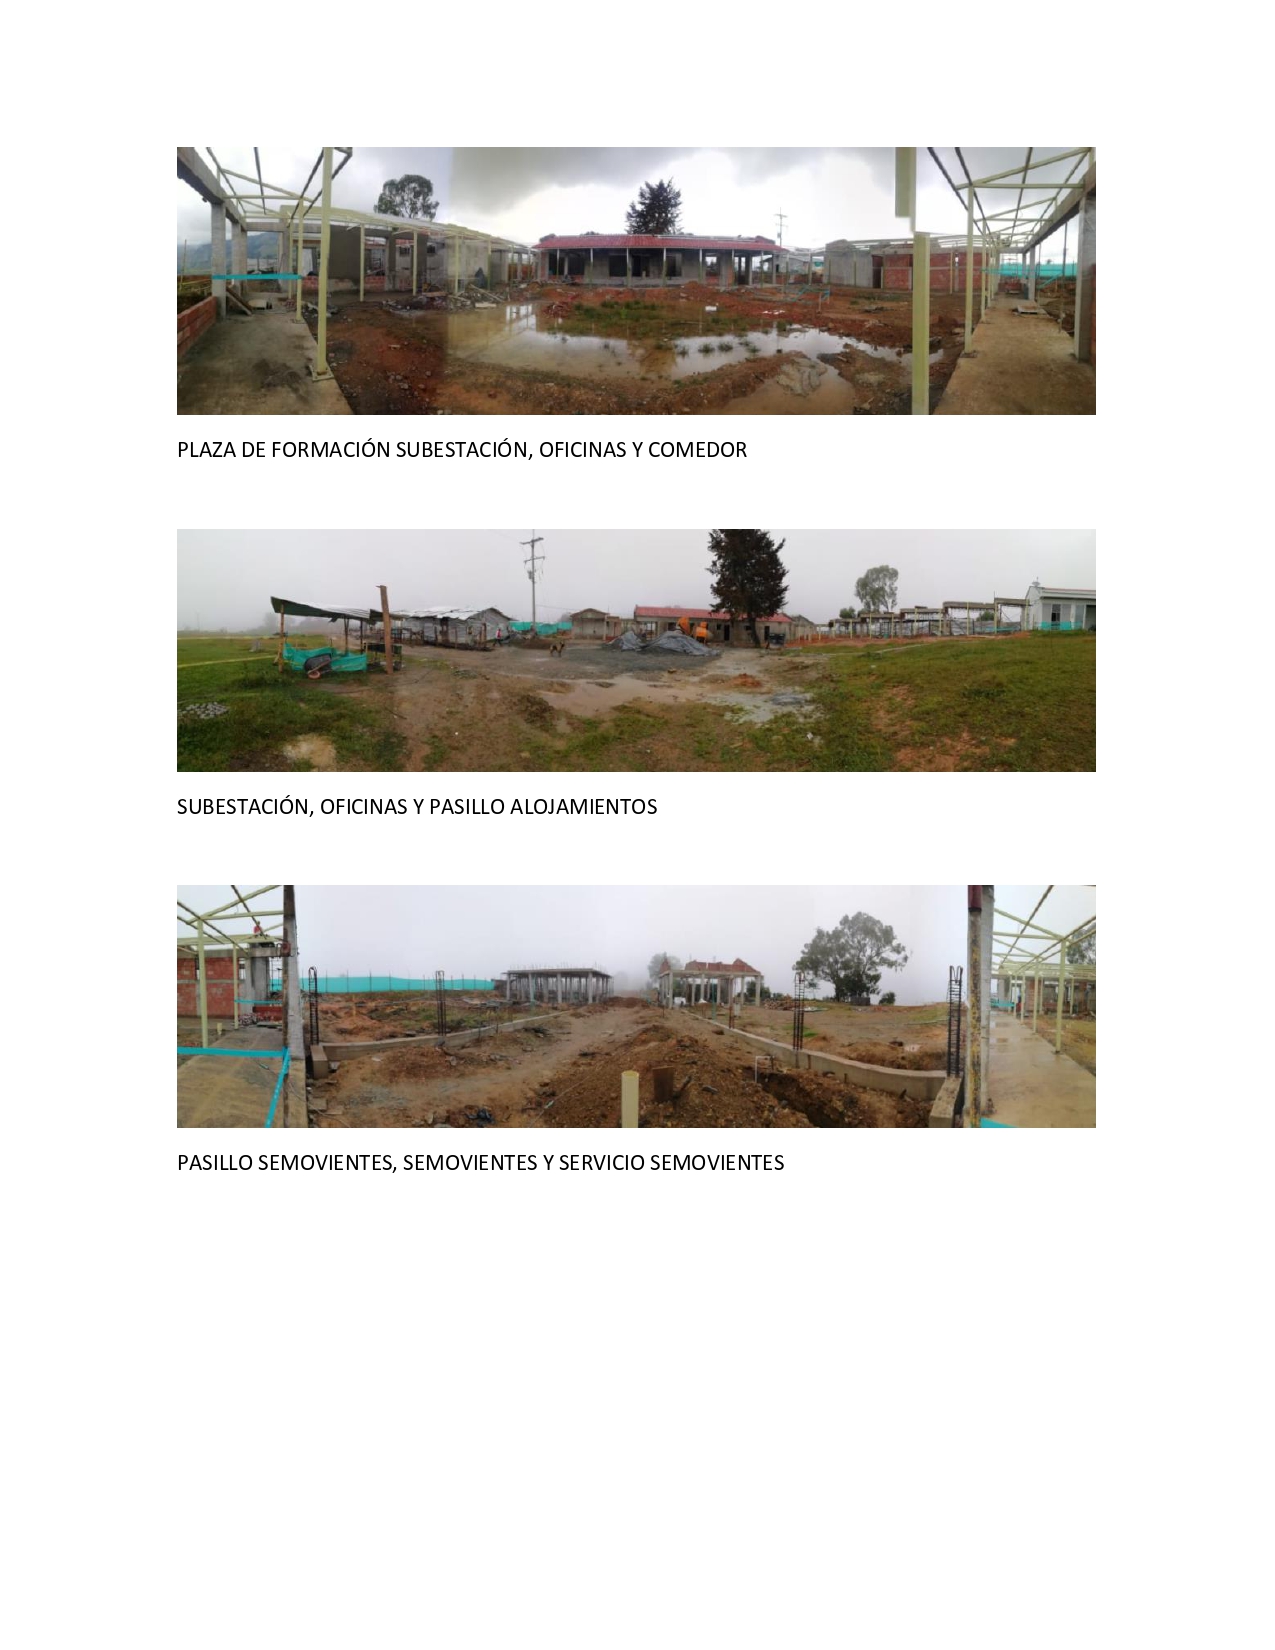 PLAZA DE FORMACIÓN SUBESTACIÓN, OFICINAS Y COMEDOR
SUBESTACIÓN, OFICINAS Y PASILLO ALOJAMIENTOS
PASILLO SEMOVIENTES, SEMOVIENTES Y SERVICIO SEMOVIENTES